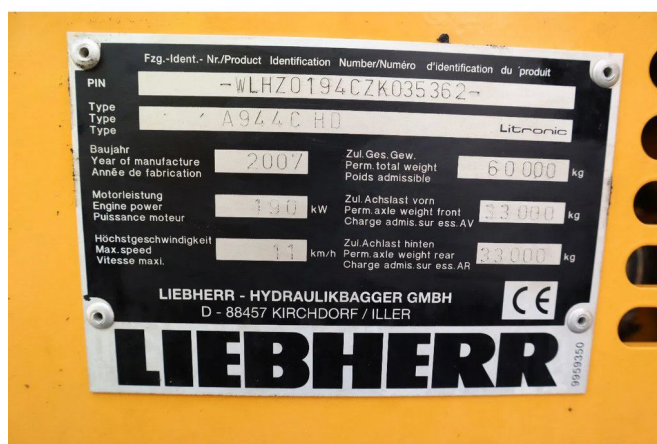 Fzg.-Ident.- Nr./Product Identification Number/Numéro d'identification du produit
PIN -WLHZ0194CZK035362-
Type
Type A944C HD Litronic
Type
Baujahr
Year of manufacture 2007
Année de fabrication
Zul.Ges.Gew.
Perm.total weight 60000 kg
Poids admissible
Motorleistung
Engine power 190 kW
Puissance moteur
Zul.Achslast vorn
Perm.axle weight front 33000 kg
Charge admis.sur ess.AV
Höchstgeschwindigkeit
Max.speed 11 km/h
Vitesse maxi.
Zul.Achlast hinten
Perm.axle weight rear 33000 kg
Charge admis.sur ess.AR
LIEBHERR - HYDRAULIKBAGGER GMBH
D - 88457 KIRCHDORF / ILLER
CE
LIEBHERR
9959350